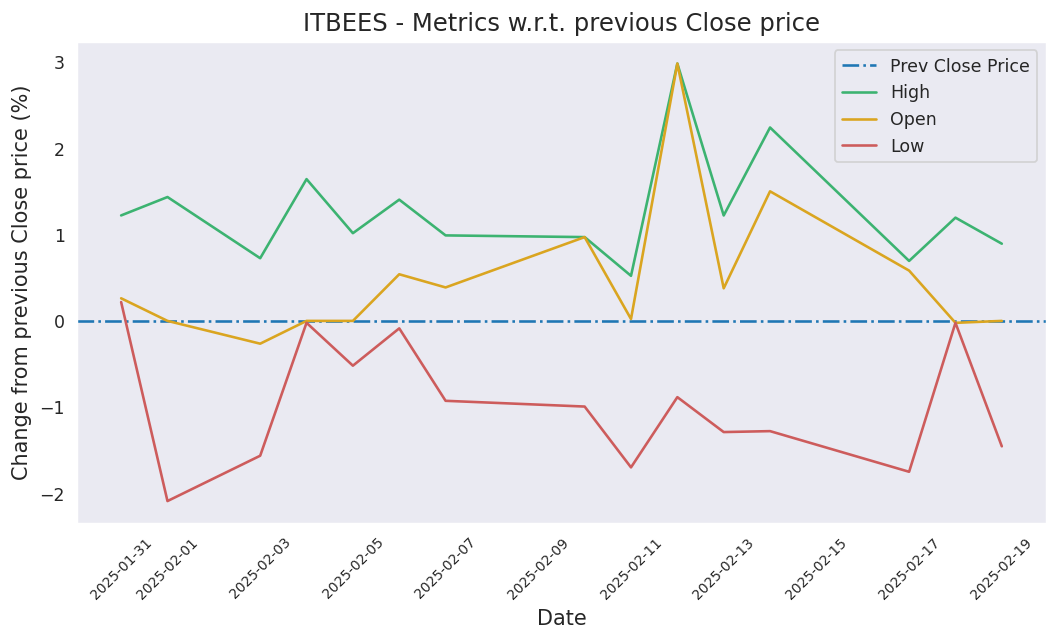 ITBEES - Metrics w.r.t. previous Close price
Change from previous Close price (%)
3
2
1
0
−1
−2
Prev Close Price
High
Open
Low
2025-01-31
2025-02-01
2025-02-03
2025-02-05
2025-02-07
2025-02-09
2025-02-11
2025-02-13
2025-02-15
2025-02-17
2025-02-19
Date